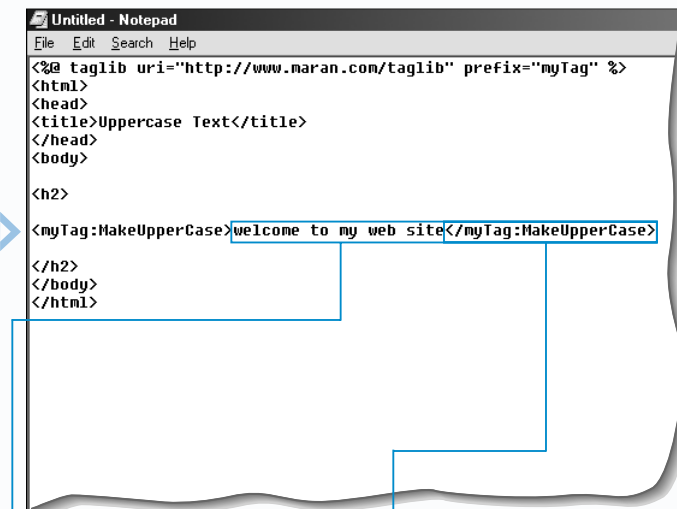 Untitled - Notepad
File Edit Search Help
<%@ taglib uri="http://www.maran.com/taglib" prefix="myTag" %>
<html>
<head>
<title>Uppercase Text</title>
</head>
<body>
<h2>
<myTag:MakeUpperCase>welcome to my web site</myTag:MakeUpperCase>
</h2>
</body>
</html>